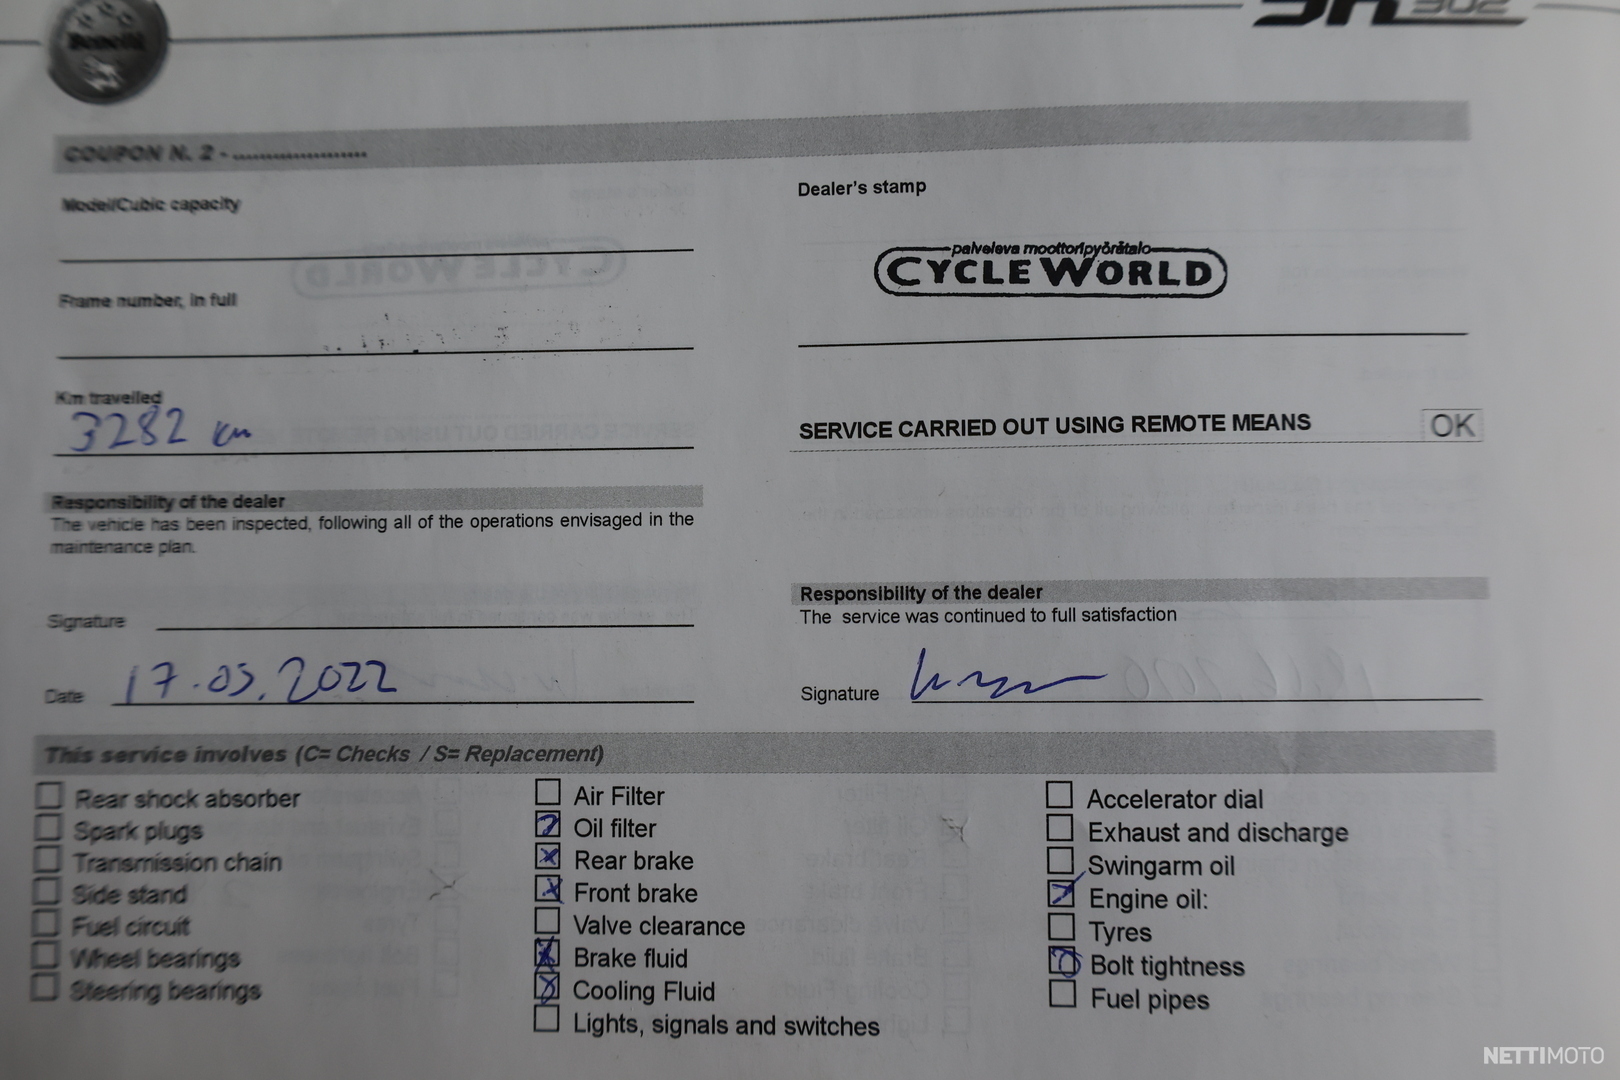 Benelli
302
COUPON N. 2 - .....................
Model/Cubic capacity
Frame number, in full
Km travelled
3282 km
Responsibility of the dealer
The vehicle has been inspected, following all of the operations envisaged in the
maintenance plan.
Signature
Date 17.05.2022
Dealer's stamp
palveleva moottoripyörätalo
CYCLE WORLD
SERVICE CARRIED OUT USING REMOTE MEANS OK
Responsibility of the dealer
The service was continued to full satisfaction
Signature
This service involves (C= Checks / S= Replacement)
Rear shock absorber
Spark plugs
Transmission chain
Side stand
Fuel circuit
Wheel bearings
Steering bearings
Air Filter
Oil filter
Rear brake
Front brake
Valve clearance
Brake fluid
Cooling Fluid
Lights, signals and switches
Accelerator dial
Exhaust and discharge
Swingarm oil
Engine oil:
Tyres
Bolt tightness
Fuel pipes
NETTIMOTO